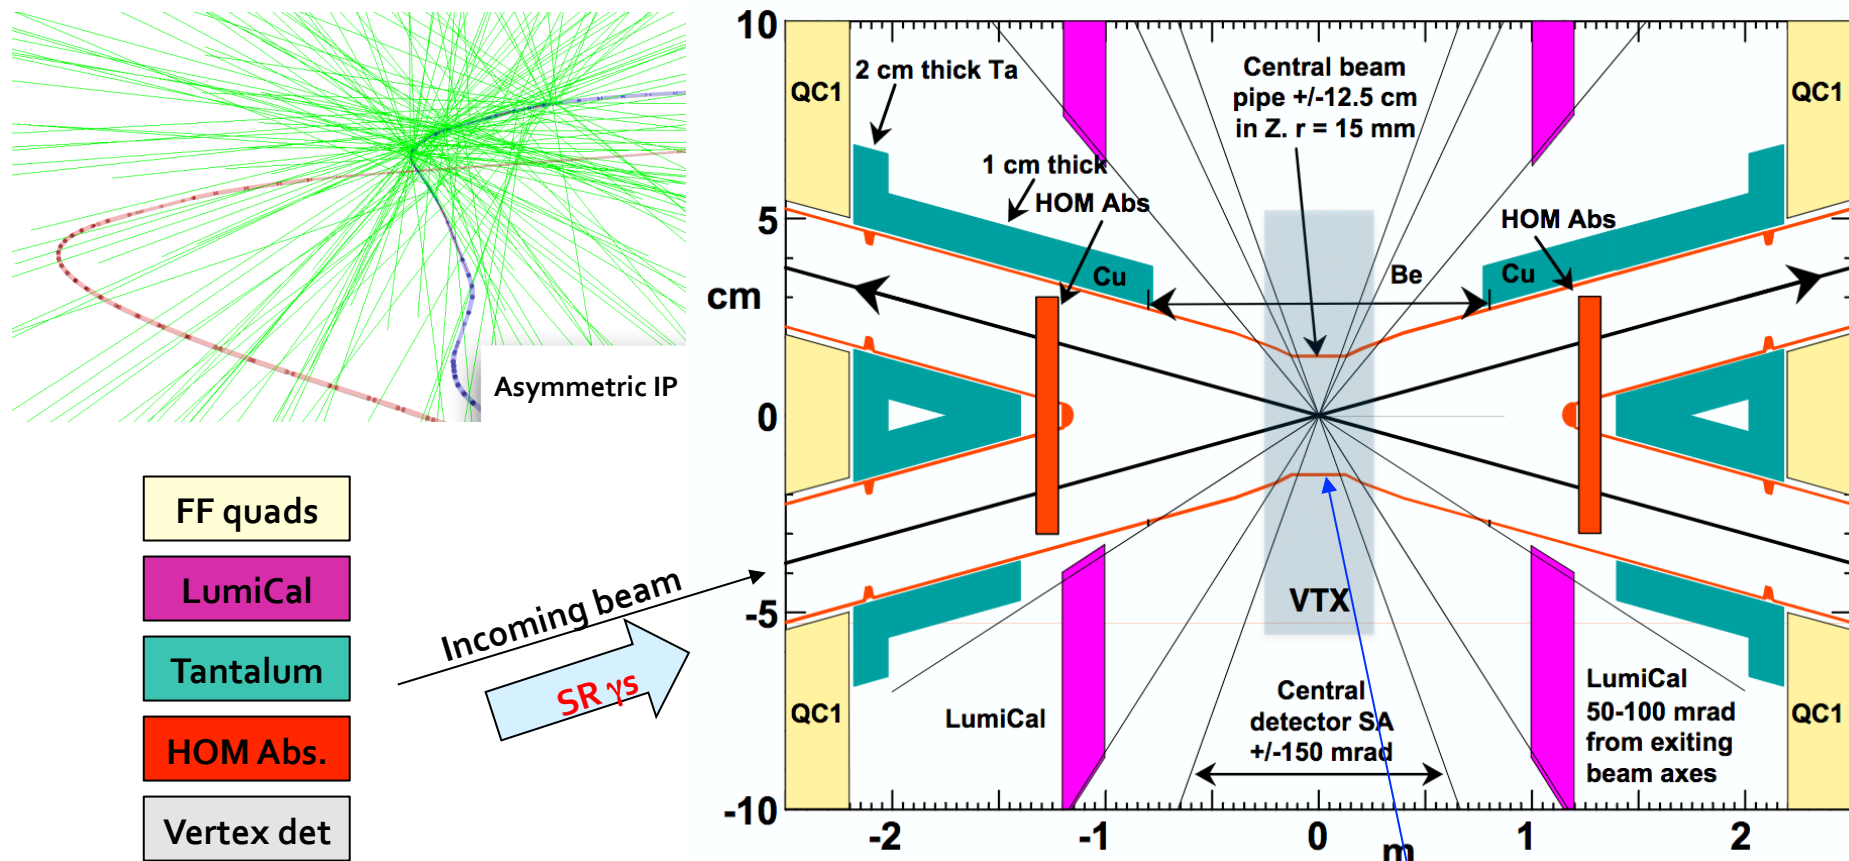 Asymmetric IP
FF quads
LumiCal
Tantalum
HOM Abs.
Vertex det
Incoming beam
SR γs
10
5
cm
0
-5
-10
-2
-1
0
1
2
m
QC1
2 cm thick Ta
1 cm thick
HOM Abs
Cu
Central beam
pipe +/-12.5 cm
in Z. r = 15 mm
Be
HOM Abs
Cu
QC1
VTX
QC1
LumiCal
Central
detector SA
+/-150 mrad
LumiCal
50-100 mrad
from exiting
beam axes
QC1